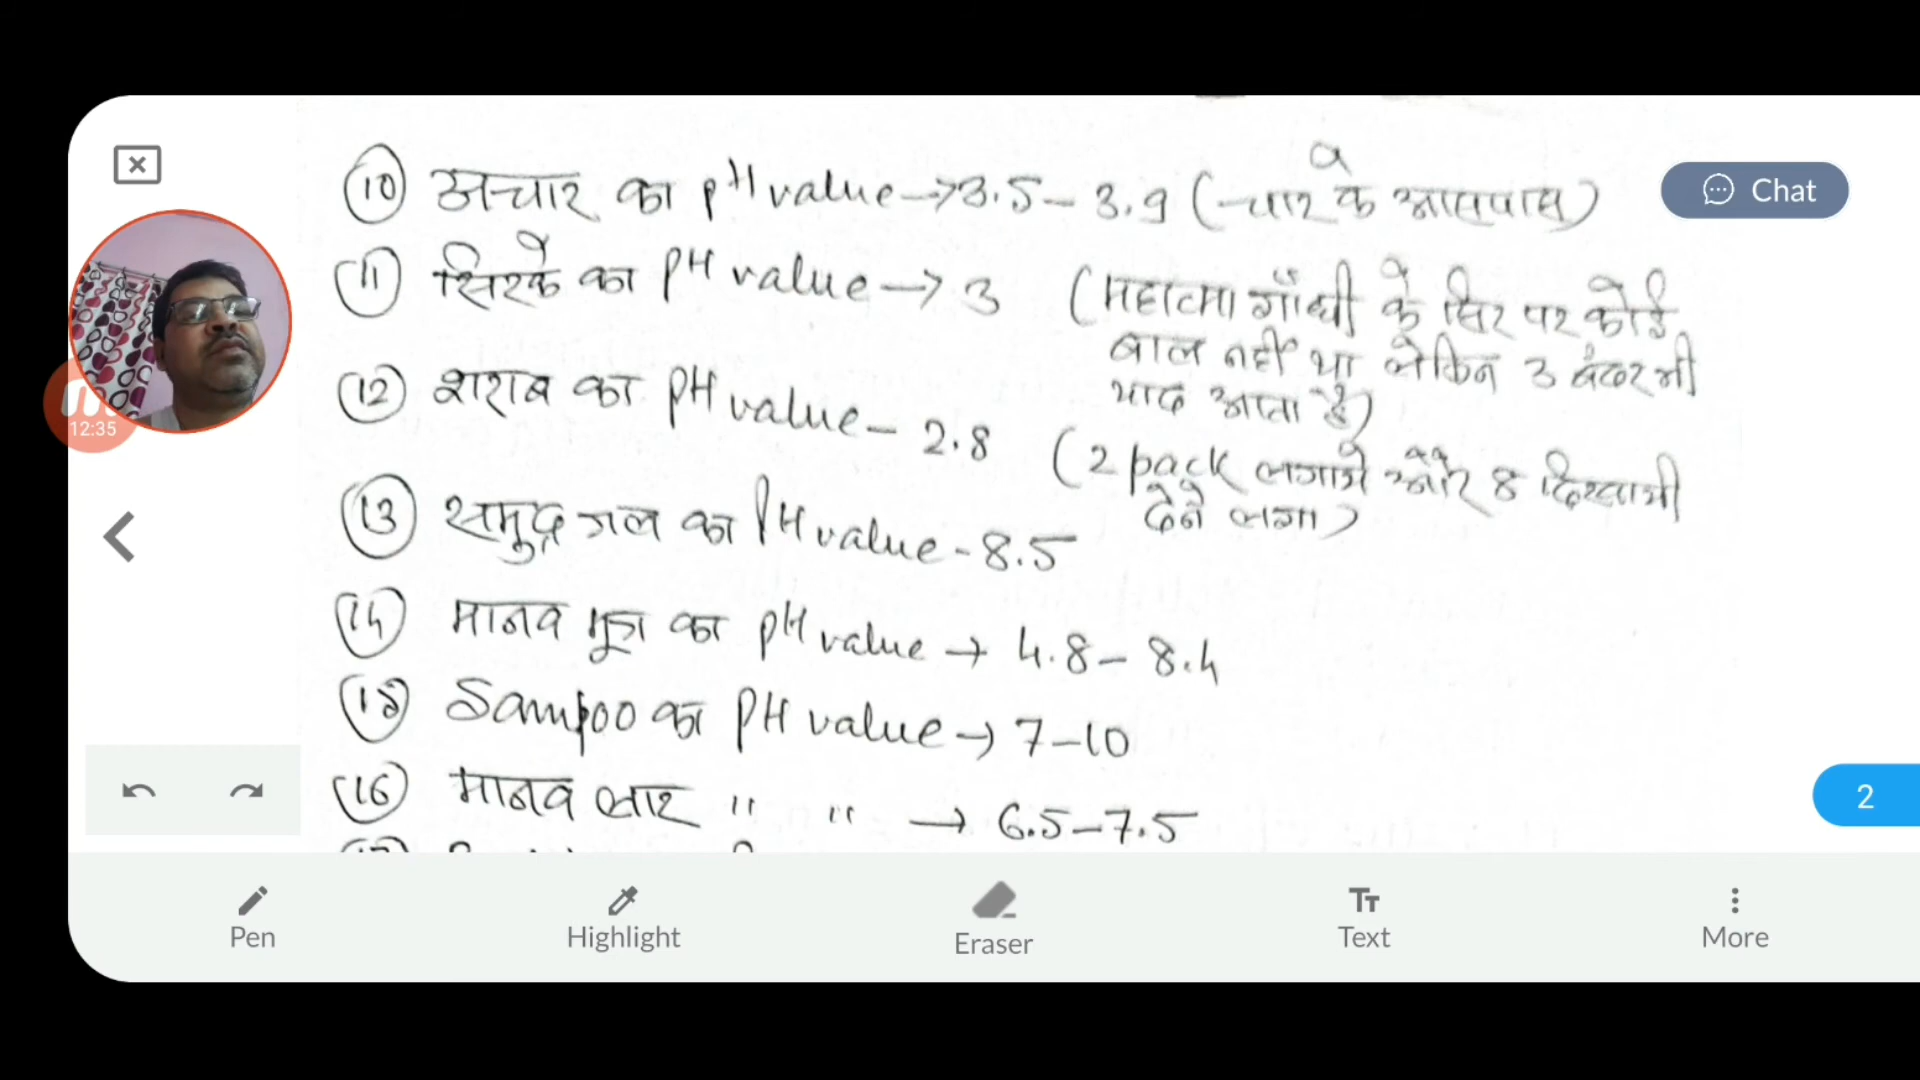 (10) अचार का pH value→3.5-3.9 (चार के आसपास)
(11) सिरके का PH value → 3 (महात्मा गाँधी के सिर पर कोई
बाल नहीं था लेकिन 3 बंदर भी
याद आता है)
(12) शराब का PH value- 2.8 (2 pack लगाये और 8 दिखायी
देने लगा)
(13) समुद्र जल का PH value-8.5
(14) मानव मूत्र का pH value → 4.8-8.4
(15) Sampoo का PH value→ 7-10
(16) मानव लार " " → 6.5-7.5
Chat
12:35
2
Pen Highlight Eraser Text More